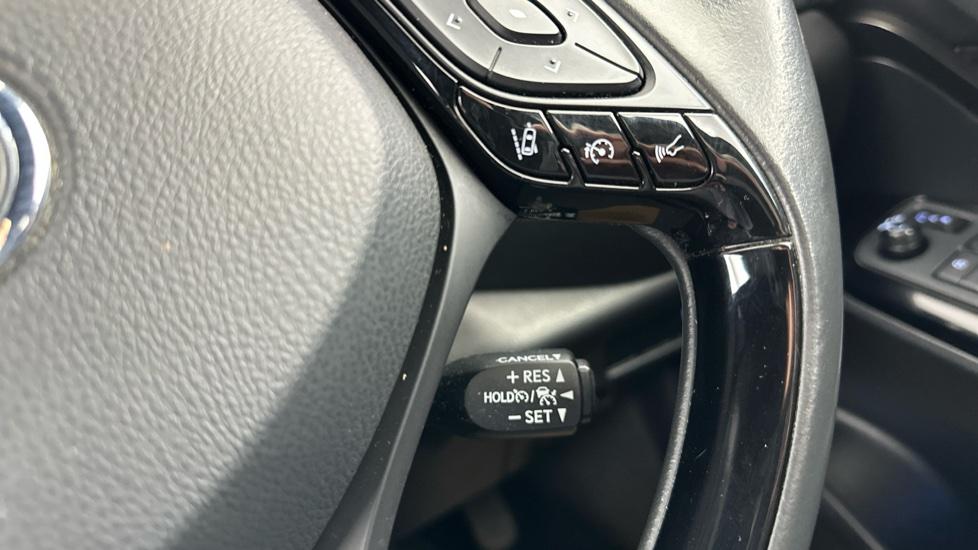 CANCEL▼
+ RES ▲
HOLD / ◄
− SET ▼